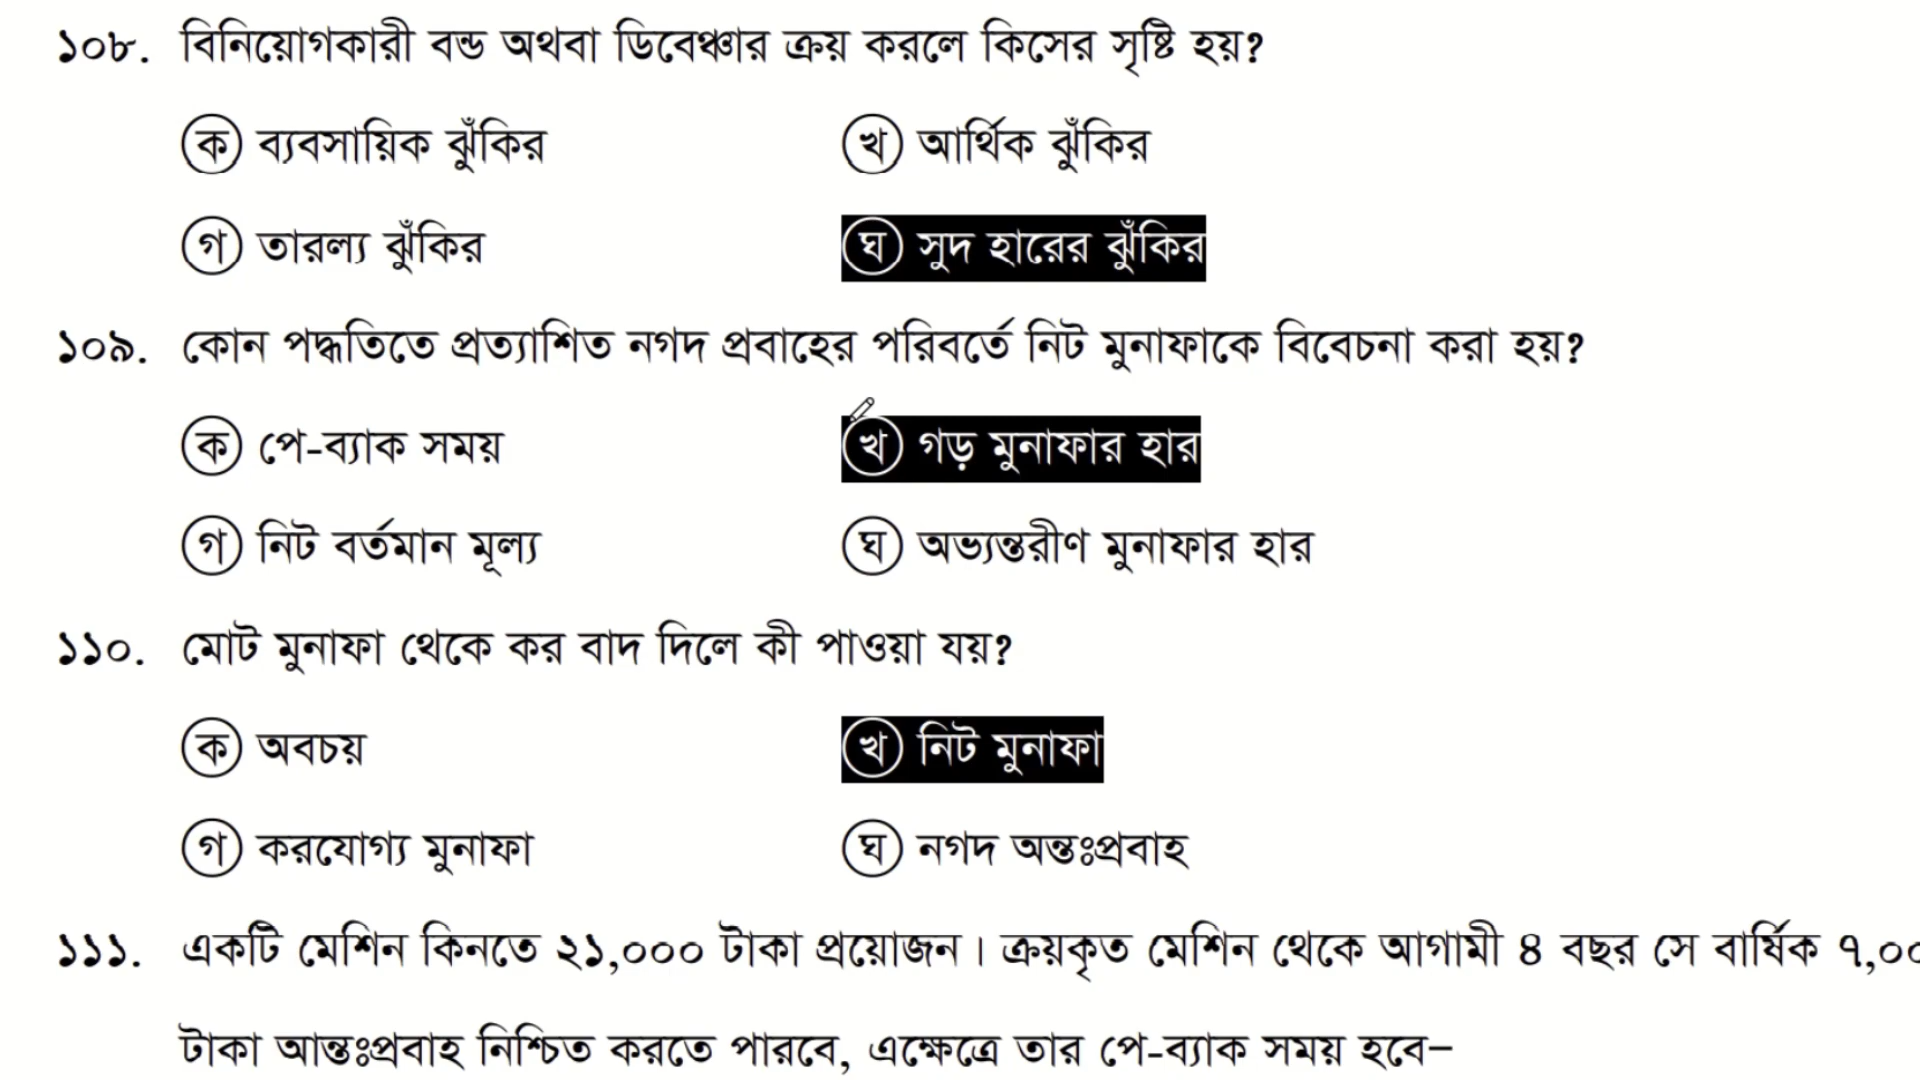 ১০৮. বিনিয়োগকারী বন্ড অথবা ডিবেঞ্চার ক্রয় করলে কিসের সৃষ্টি হয়?
ক ব্যবসায়িক ঝুঁকির খ আর্থিক ঝুঁকির
গ তারল্য ঝুঁকির ঘ সুদ হারের ঝুঁকির
১০৯. কোন পদ্ধতিতে প্রত্যাশিত নগদ প্রবাহের পরিবর্তে নিট মুনাফাকে বিবেচনা করা হয়?
ক পে-ব্যাক সময় খ গড় মুনাফার হার
গ নিট বর্তমান মূল্য ঘ অভ্যন্তরীণ মুনাফার হার
১১০. মোট মুনাফা থেকে কর বাদ দিলে কী পাওয়া যয়?
ক অবচয় খ নিট মুনাফা
গ করযোগ্য মুনাফা ঘ নগদ অন্তঃপ্রবাহ
১১১. একটি মেশিন কিনতে ২১,০০০ টাকা প্রয়োজন। ক্রয়কৃত মেশিন থেকে আগামী ৪ বছর সে বার্ষিক
টাকা আন্তঃপ্রবাহ নিশ্চিত করতে পারবে, এক্ষেত্রে তার পে-ব্যাক সময় হবে–